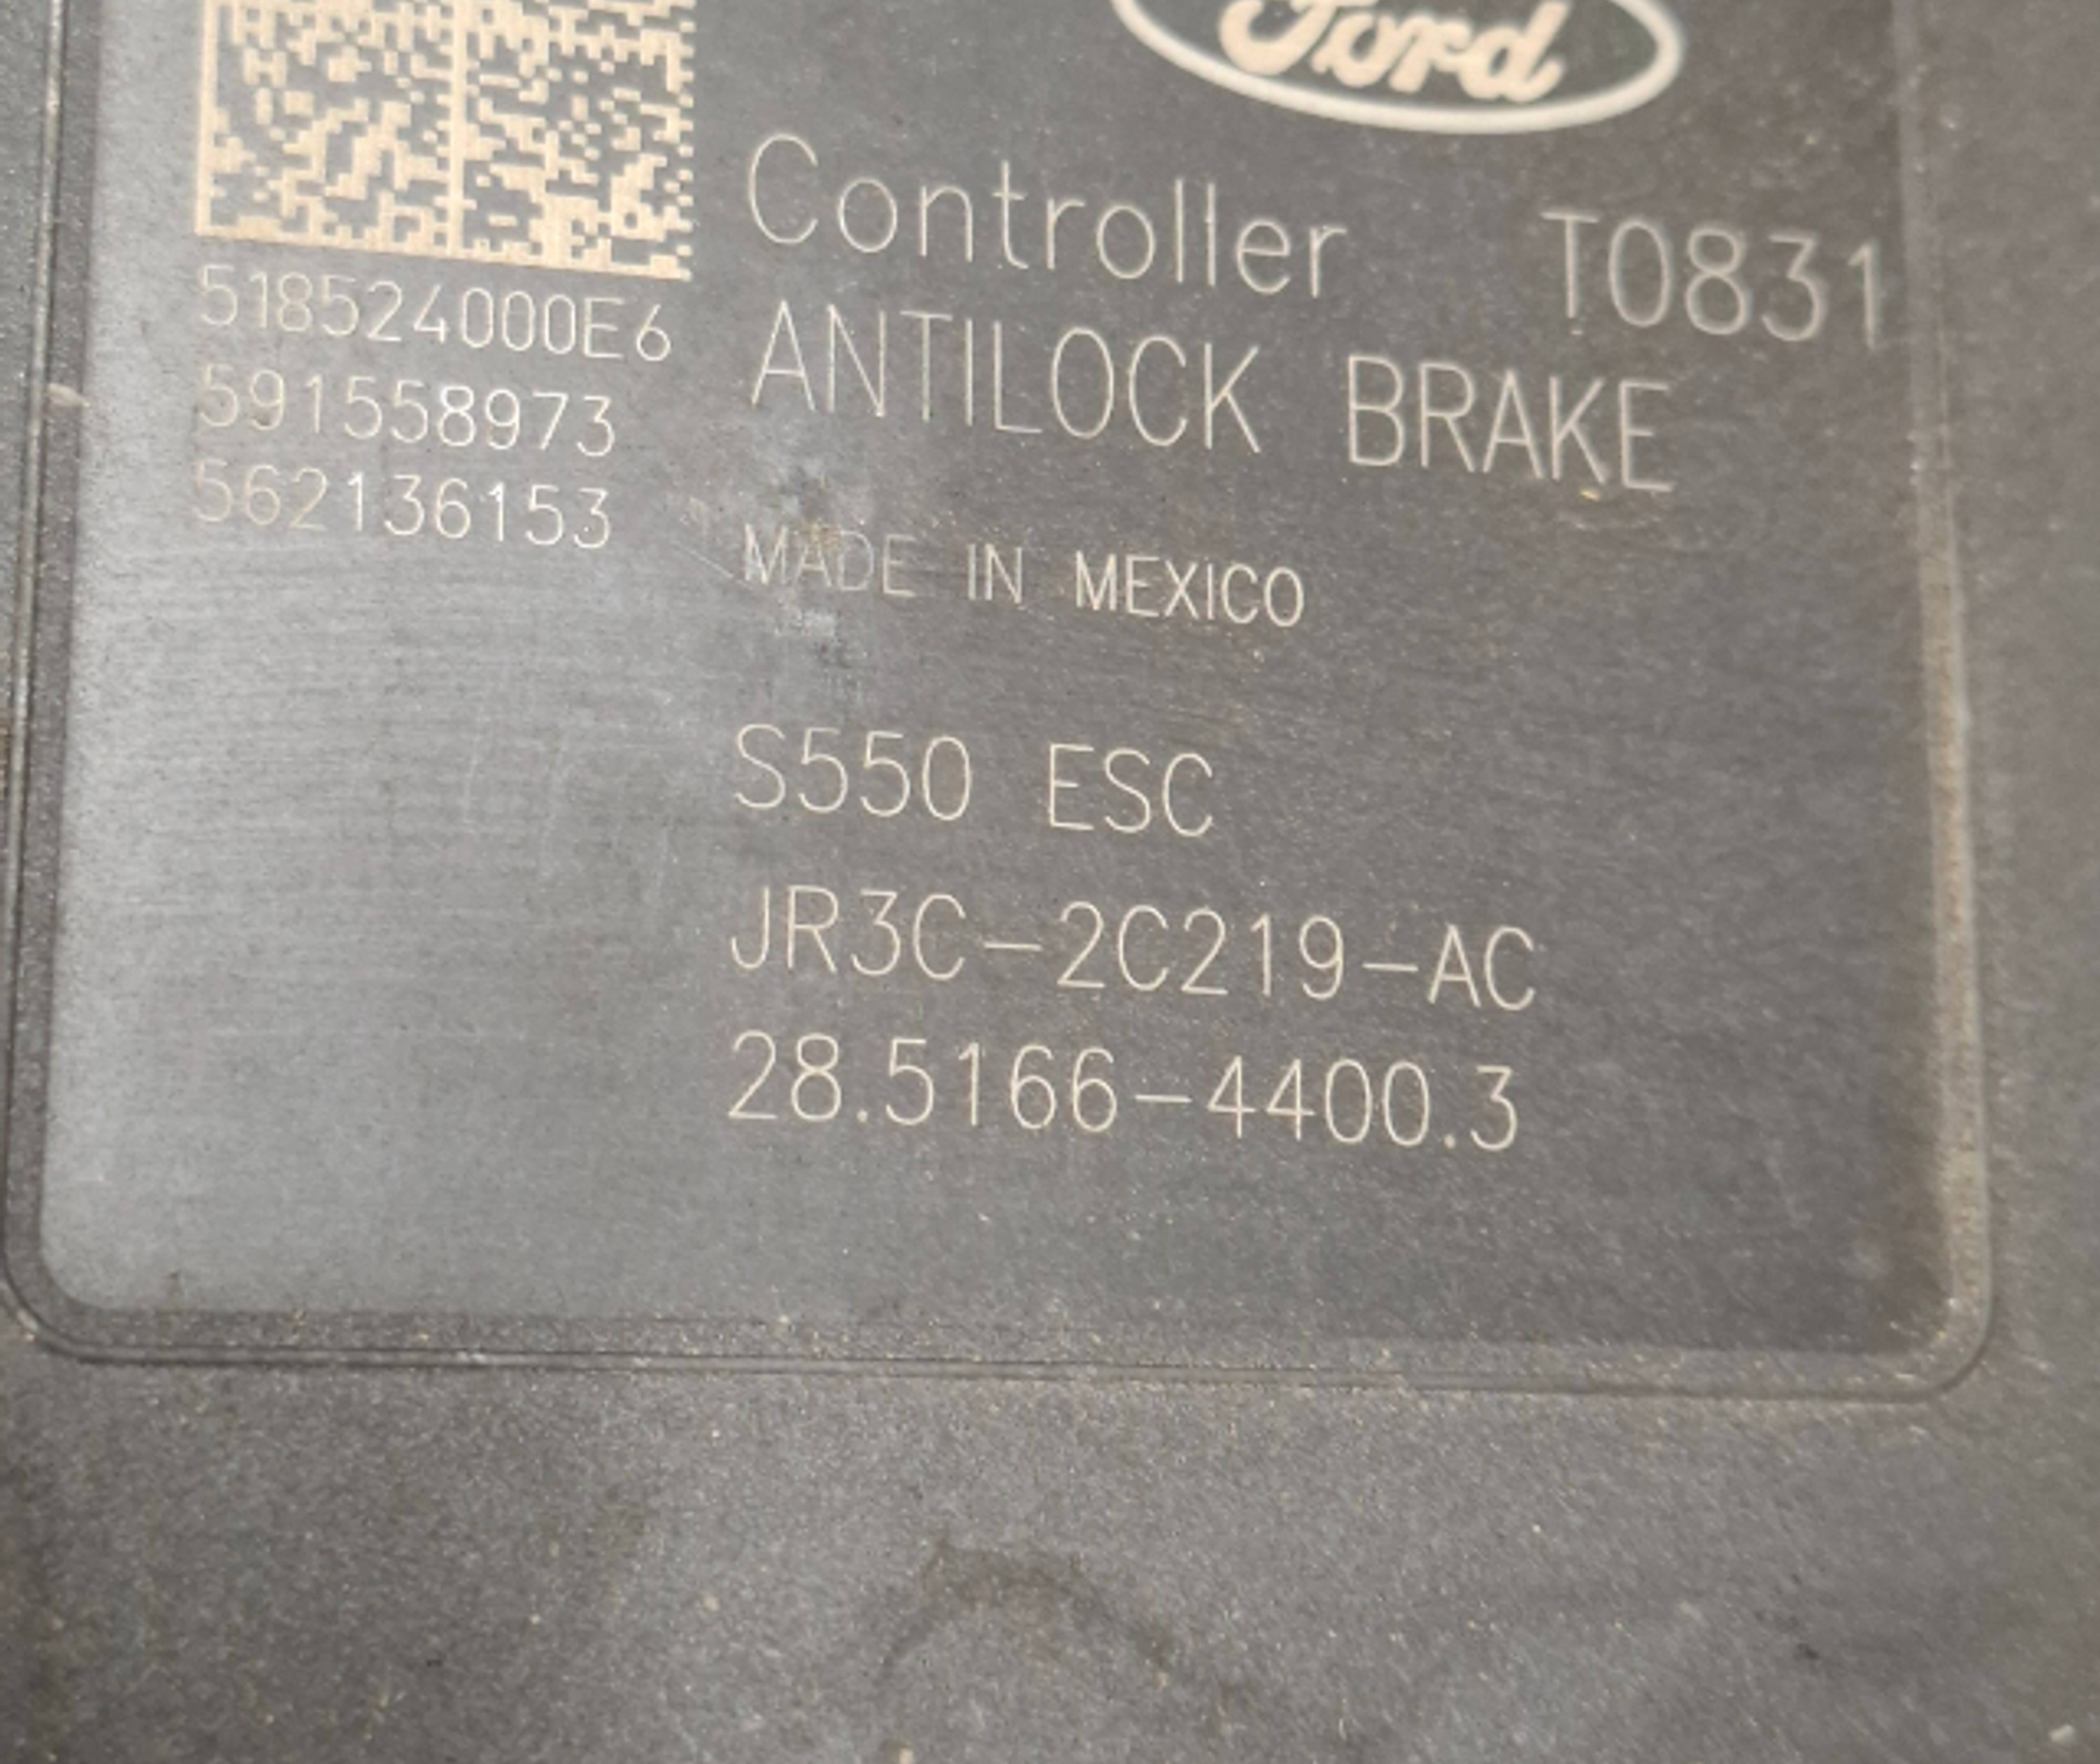 Ford
Controller T0831
ANTILOCK BRAKE
MADE IN MEXICO
518524000E6
591558973
562136153
S550 ESC
JR3C-2C219-AC
28.5166-4400.3